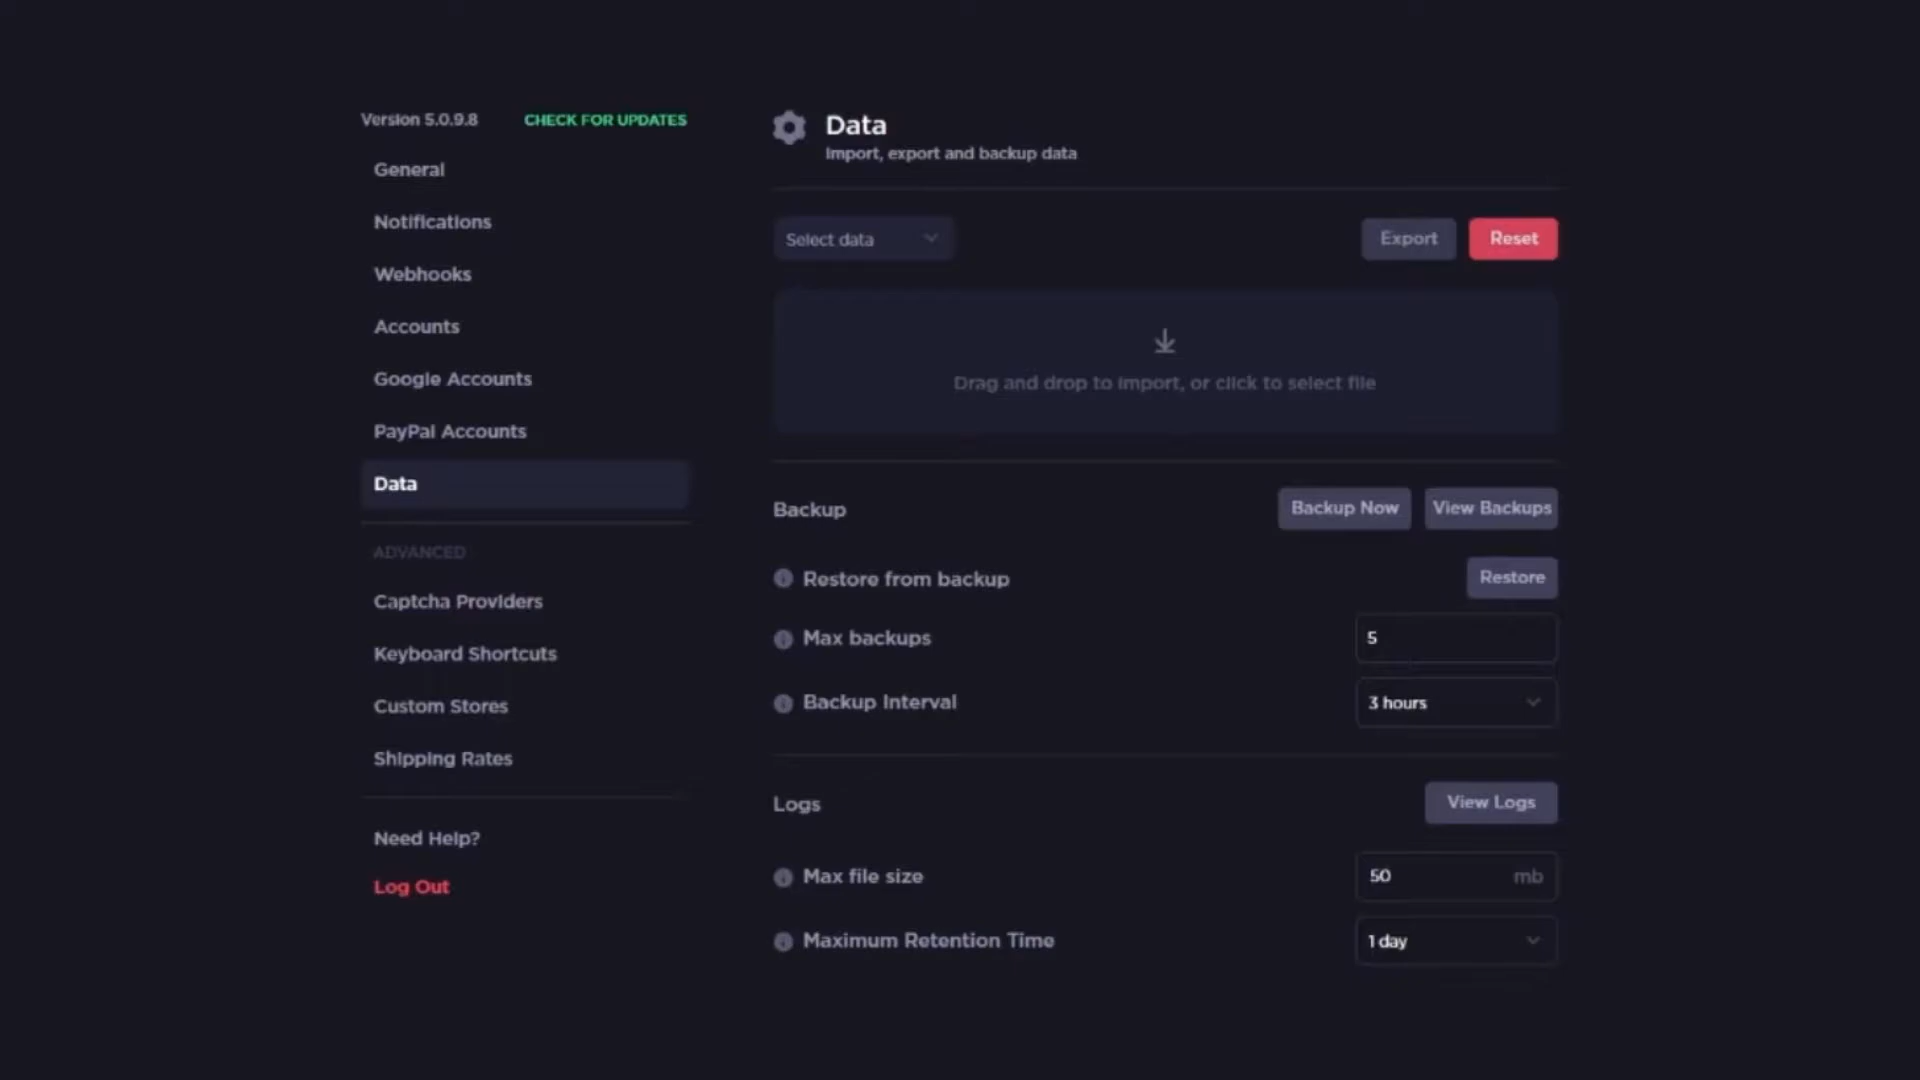 Version 5.0.9.8 CHECK FOR UPDATES
General
Notifications
Webhooks
Accounts
Google Accounts
PayPal Accounts
Data
ADVANCED
Captcha Providers
Keyboard Shortcuts
Custom Stores
Shipping Rates
Need Help?
Log Out
Data
Import, export and backup data
Select data Export Reset
Drag and drop to import, or click to select file
Backup Backup Now View Backups
Restore from backup Restore
Max backups 5
Backup Interval 3 hours
Logs View Logs
Max file size 50 mb
Maximum Retention Time 1 day